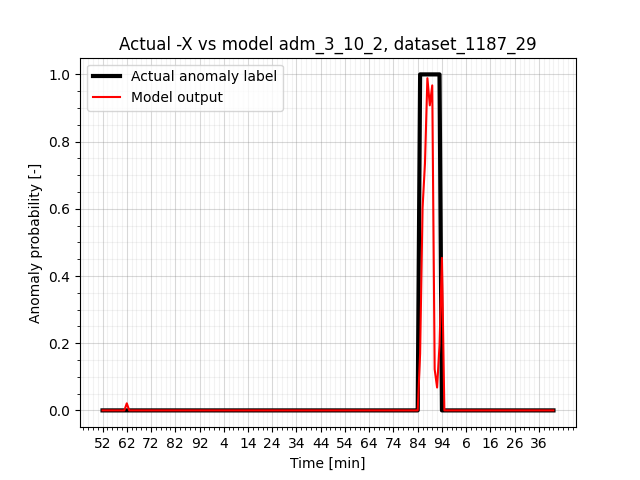 Actual -X vs model adm_3_10_2, dataset_1187_29
Actual anomaly label
Model output
Anomaly probability [-]
1.0
0.8
0.6
0.4
0.2
0.0
52 62 72 82 92 4 14 24 34 44 54 64 74 84 94 6 16 26 36
Time [min]